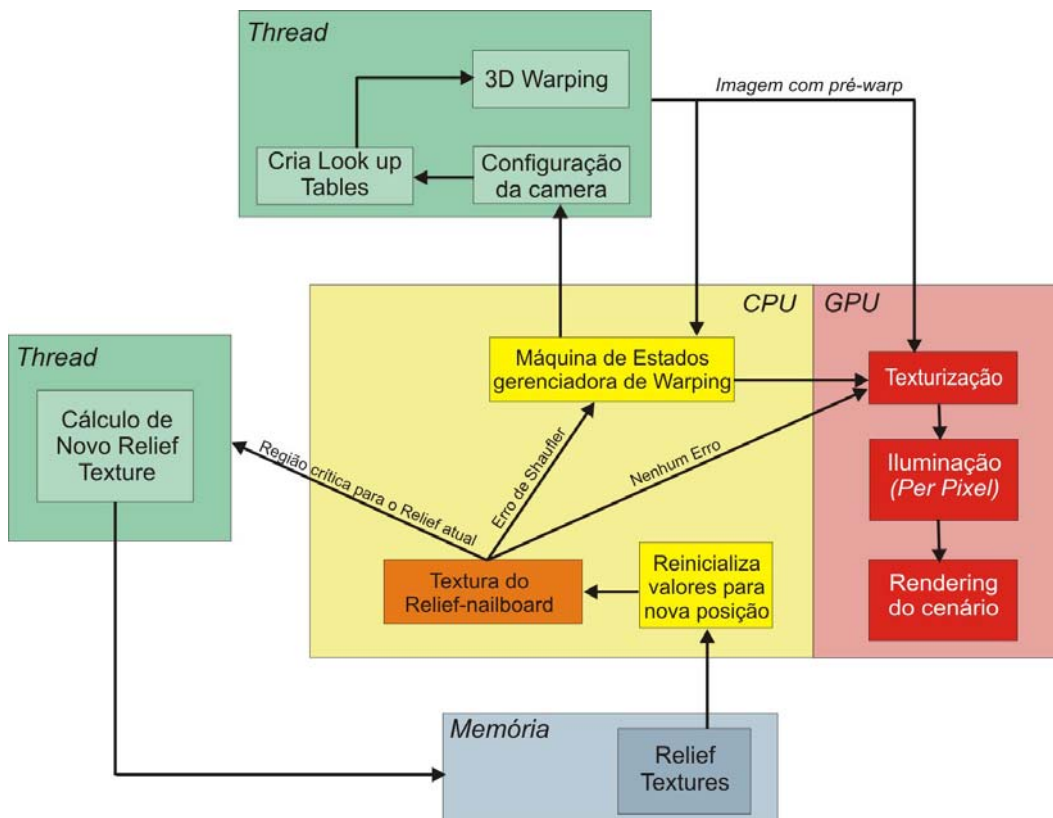 Thread
3D Warping
Imagem com pré-warp
Cria Look up
Tables
Configuração
da camera
CPU
GPU
Thread
Máquina de Estados
gerenciadora de Warping
Texturização
Cálculo de
Novo Relief
Texture
Região crítica para o Relief atual
Erro de Shaufler
Nenhum Erro
Iluminação
(Per Pixel)
Textura do
Relief-nailboard
Reinicializa
valores para
nova posição
Rendering
do cenário
Memória
Relief
Textures